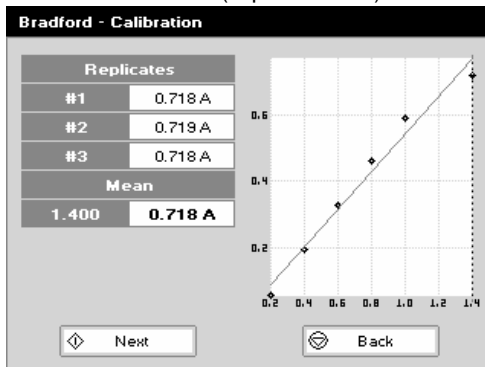 Bradford - Calibration
Replicates
#1 0.718 A
#2 0.719 A
#3 0.718 A
Mean
1.400 0.718 A
0.6
0.4
0.2
0.2 0.4 0.6 0.8 1.0 1.2 1.4
Next
Back